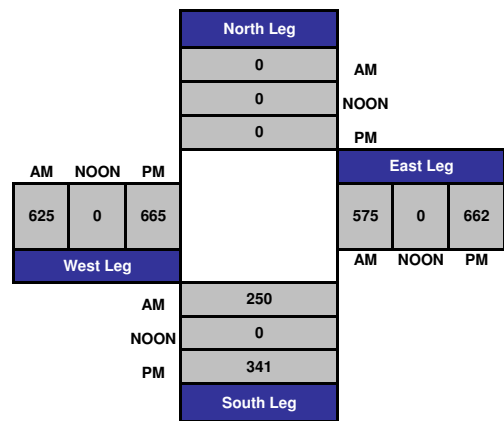 North Leg
0
AM
0
NOON
0
PM
AM NOON PM
East Leg
625 0 665
575 0 662
West Leg
AM NOON PM
AM
250
NOON
0
PM
341
South Leg